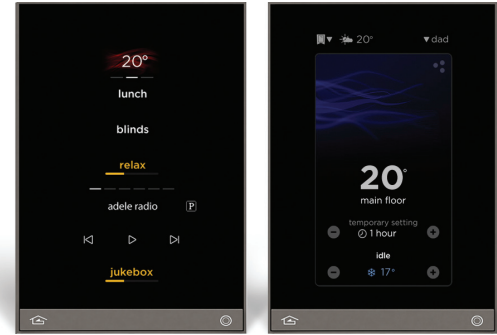 20°
lunch
blinds
relax
adele radio P
jukebox
20° dad
20°
main floor
temporary setting
1 hour
idle
17°